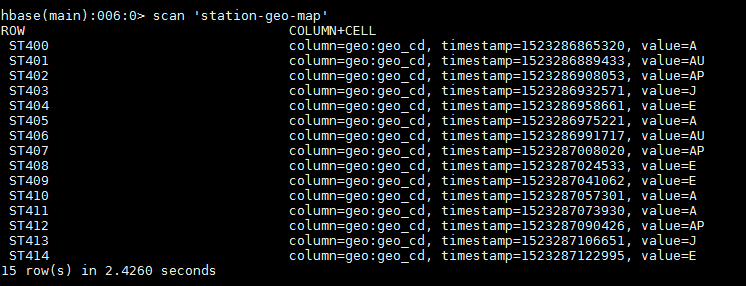 hbase(main):006:0> scan 'station-geo-map'
ROW COLUMN+CELL
ST400 column=geo:geo_cd, timestamp=1523286865320, value=A
ST401 column=geo:geo_cd, timestamp=1523286889433, value=AU
ST402 column=geo:geo_cd, timestamp=1523286908053, value=AP
ST403 column=geo:geo_cd, timestamp=1523286932571, value=J
ST404 column=geo:geo_cd, timestamp=1523286958661, value=E
ST405 column=geo:geo_cd, timestamp=1523286975221, value=A
ST406 column=geo:geo_cd, timestamp=1523286991717, value=AU
ST407 column=geo:geo_cd, timestamp=1523287008020, value=AP
ST408 column=geo:geo_cd, timestamp=1523287024533, value=E
ST409 column=geo:geo_cd, timestamp=1523287041062, value=E
ST410 column=geo:geo_cd, timestamp=1523287057301, value=A
ST411 column=geo:geo_cd, timestamp=1523287073930, value=A
ST412 column=geo:geo_cd, timestamp=1523287090426, value=AP
ST413 column=geo:geo_cd, timestamp=1523287106651, value=J
ST414 column=geo:geo_cd, timestamp=1523287122995, value=E
15 row(s) in 2.4260 seconds